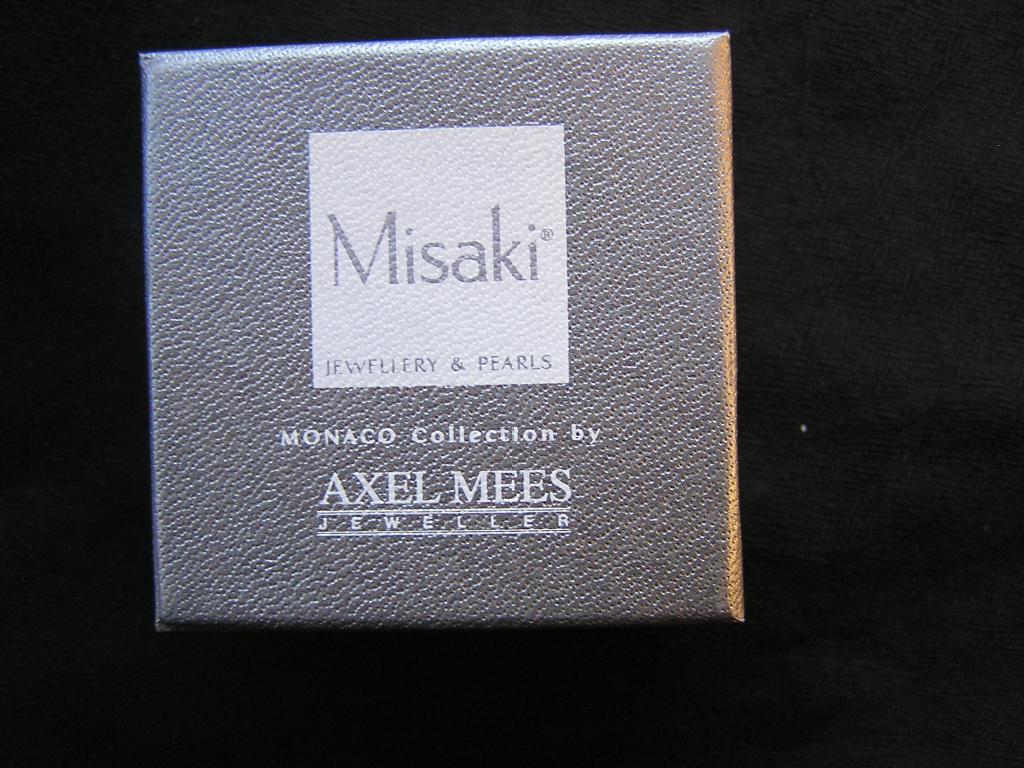 Misaki®
JEWELLERY & PEARLS
MONACO Collection by
AXEL MEES
JEWELLER